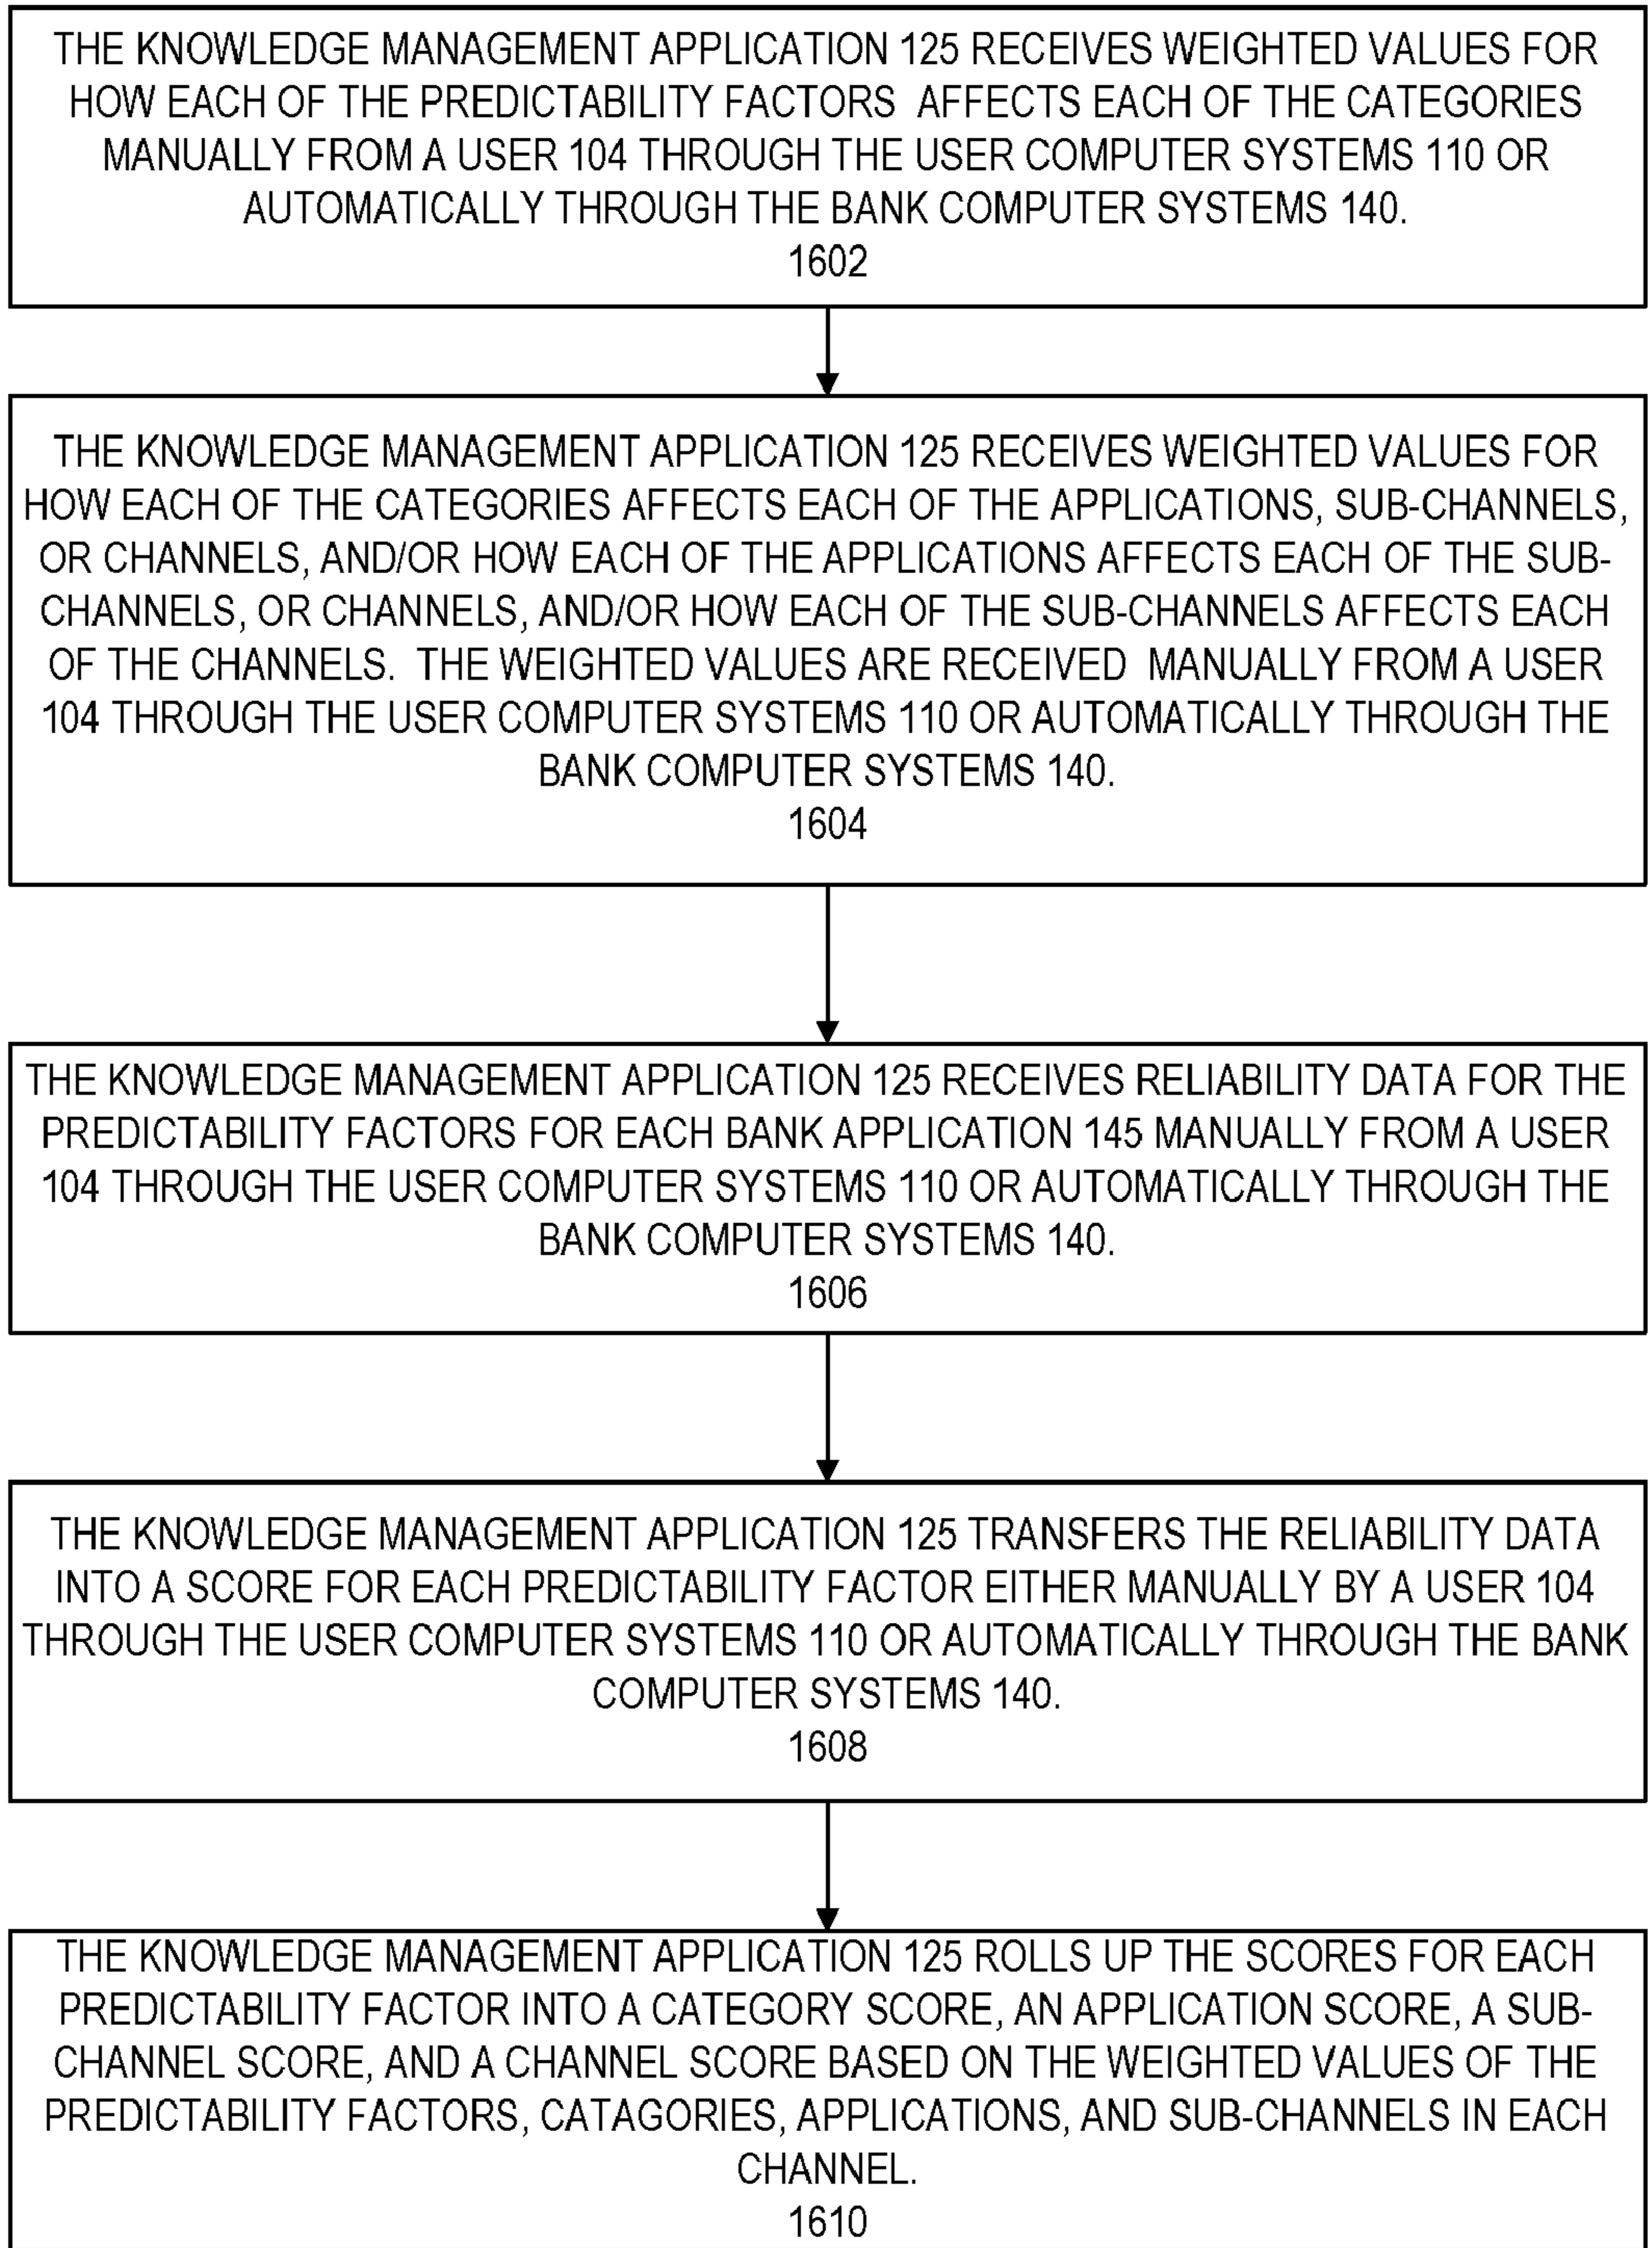 THE KNOWLEDGE MANAGEMENT APPLICATION 125 RECEIVES WEIGHTED VALUES FOR
HOW EACH OF THE PREDICTABILITY FACTORS AFFECTS EACH OF THE CATEGORIES
MANUALLY FROM A USER 104 THROUGH THE USER COMPUTER SYSTEMS 110 OR
AUTOMATICALLY THROUGH THE BANK COMPUTER SYSTEMS 140.
1602
THE KNOWLEDGE MANAGEMENT APPLICATION 125 RECEIVES WEIGHTED VALUES FOR
HOW EACH OF THE CATEGORIES AFFECTS EACH OF THE APPLICATIONS, SUB-CHANNELS,
OR CHANNELS, AND/OR HOW EACH OF THE APPLICATIONS AFFECTS EACH OF THE SUB-
CHANNELS, OR CHANNELS, AND/OR HOW EACH OF THE SUB-CHANNELS AFFECTS EACH
OF THE CHANNELS. THE WEIGHTED VALUES ARE RECEIVED MANUALLY FROM A USER
104 THROUGH THE USER COMPUTER SYSTEMS 110 OR AUTOMATICALLY THROUGH THE
BANK COMPUTER SYSTEMS 140.
1604
THE KNOWLEDGE MANAGEMENT APPLICATION 125 RECEIVES RELIABILITY DATA FOR THE
PREDICTABILITY FACTORS FOR EACH BANK APPLICATION 145 MANUALLY FROM A USER
104 THROUGH THE USER COMPUTER SYSTEMS 110 OR AUTOMATICALLY THROUGH THE
BANK COMPUTER SYSTEMS 140.
1606
THE KNOWLEDGE MANAGEMENT APPLICATION 125 TRANSFERS THE RELIABILITY DATA
INTO A SCORE FOR EACH PREDICTABILITY FACTOR EITHER MANUALLY BY A USER 104
THROUGH THE USER COMPUTER SYSTEMS 110 OR AUTOMATICALLY THROUGH THE BANK
COMPUTER SYSTEMS 140.
1608
THE KNOWLEDGE MANAGEMENT APPLICATION 125 ROLLS UP THE SCORES FOR EACH
PREDICTABILITY FACTOR INTO A CATEGORY SCORE, AN APPLICATION SCORE, A SUB-
CHANNEL SCORE, AND A CHANNEL SCORE BASED ON THE WEIGHTED VALUES OF THE
PREDICTABILITY FACTORS, CATAGORIES, APPLICATIONS, AND SUB-CHANNELS IN EACH
CHANNEL.
1610